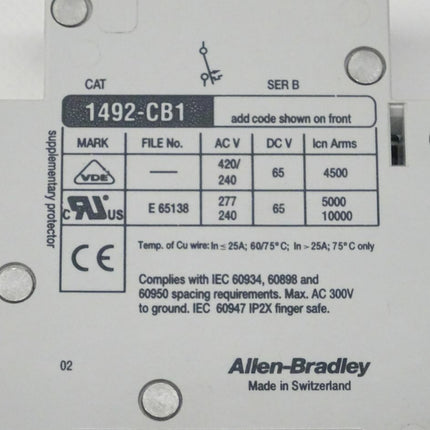 CAT SER B
1492-CB1 add code shown on front
MARK FILE No. AC V DC V Icn Arms
VDE — 420/ 240 65 4500
C RU US E 65138 277 240 65 5000 10000
CE
supplementary protector
Temp. of Cu wire: In ≤ 25A; 60/75°C; In > 25A; 75°C only
Complies with IEC 60934, 60898 and
60950 spacing requirements. Max. AC 300V
to ground. IEC 60947 IP2X finger safe.
02
Allen-Bradley
Made in Switzerland